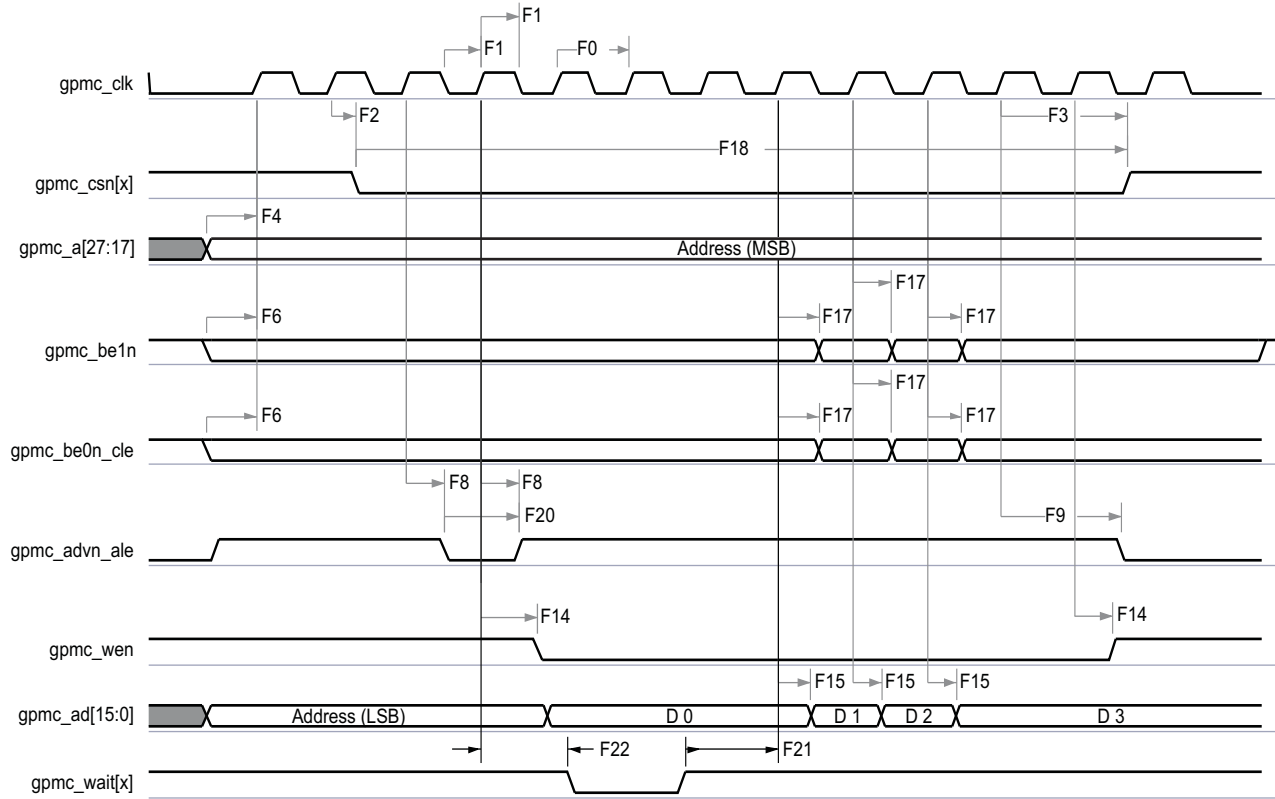 F1
F1 F0
gpmc_clk
F2 F3
F18
gpmc_csn[x]
F4
gpmc_a[27:17] Address (MSB)
F17
F6 F17 F17
gpmc_be1n
F17
F6 F17 F17
gpmc_be0n_cle
F8 F8
F20 F9
gpmc_advn_ale
F14 F14
gpmc_wen
F15 F15 F15
gpmc_ad[15:0] Address (LSB) D 0 D 1 D 2 D 3
F22 F21
gpmc_wait[x]